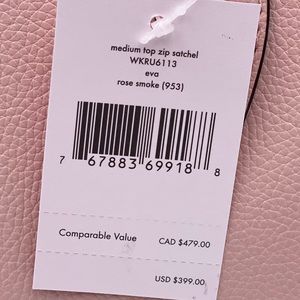 medium top zip satchel
WKRU6113
eva
rose smoke (953)
7 67883 69918 8
Comparable Value CAD $479.00
USD $399.00